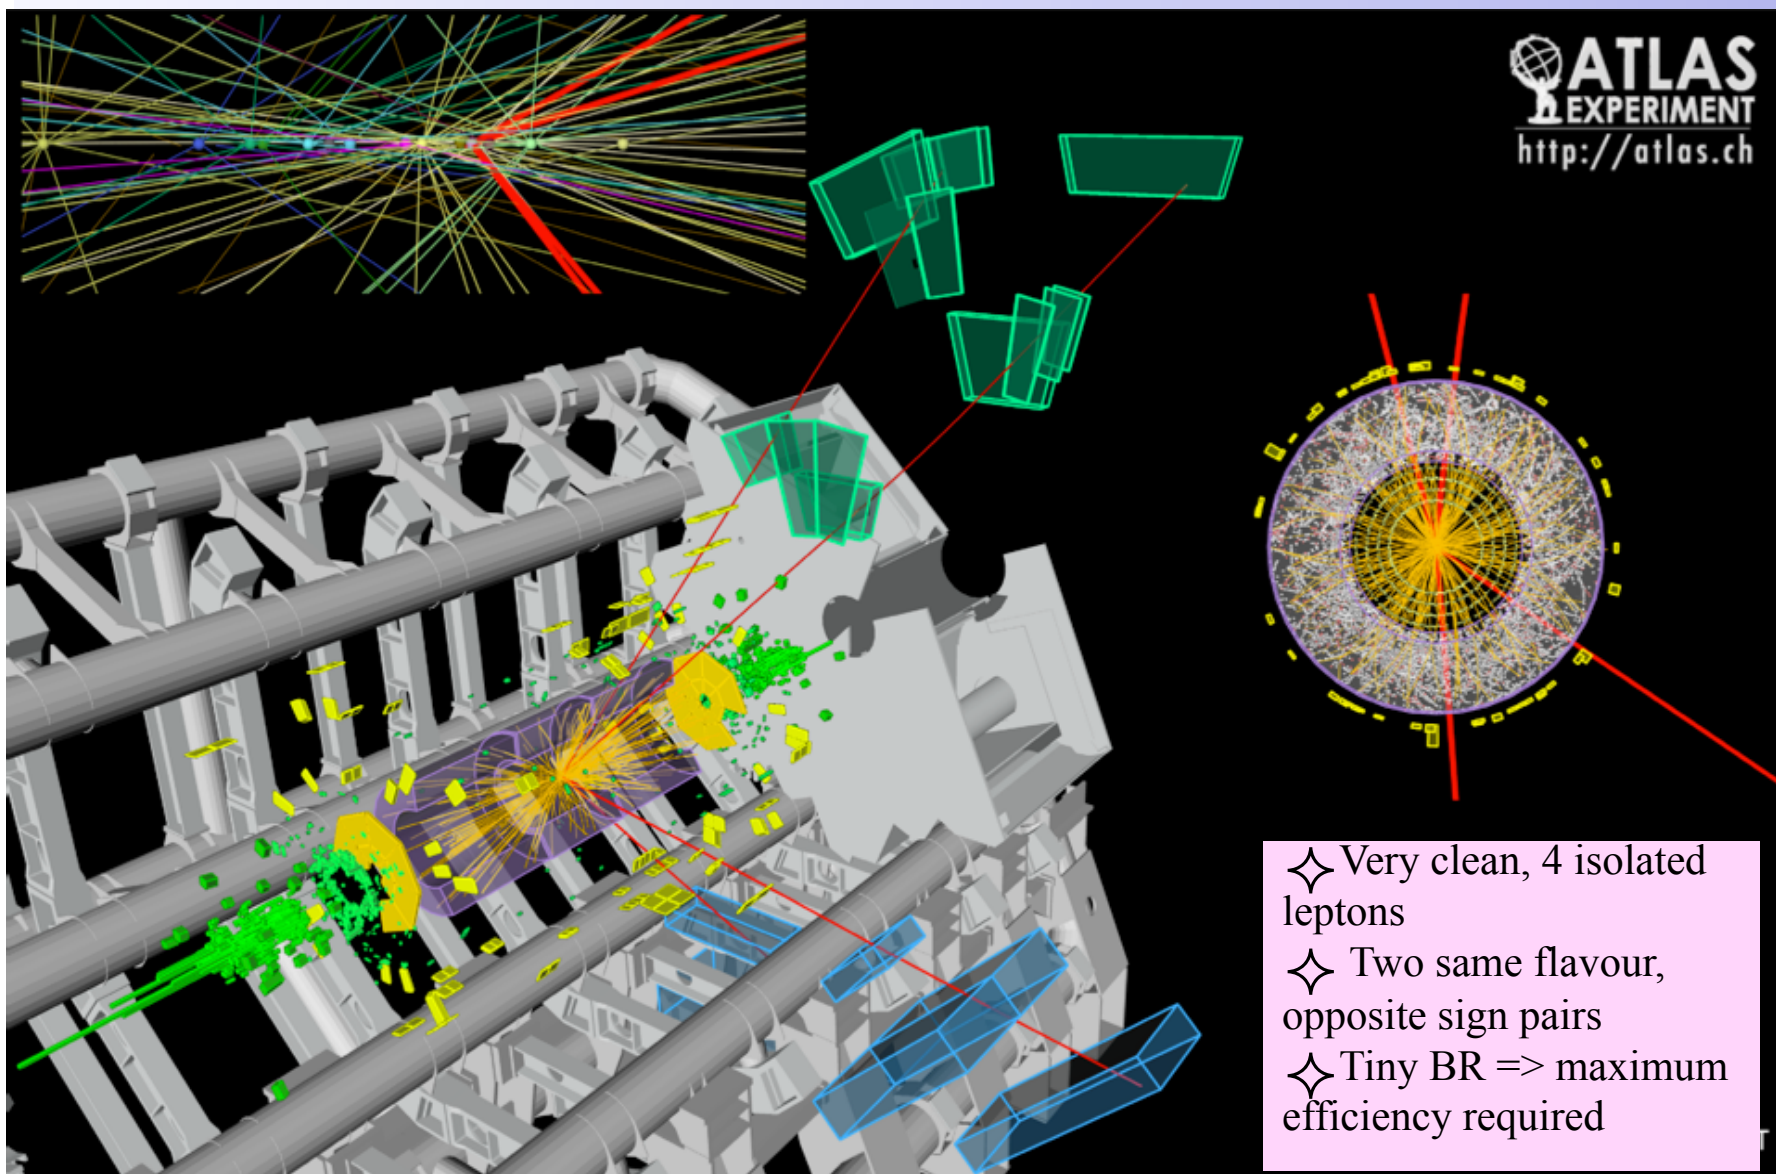 ATLAS
EXPERIMENT
http://atlas.ch
Very clean, 4 isolated
leptons
Two same flavour,
opposite sign pairs
Tiny BR => maximum
efficiency required
T